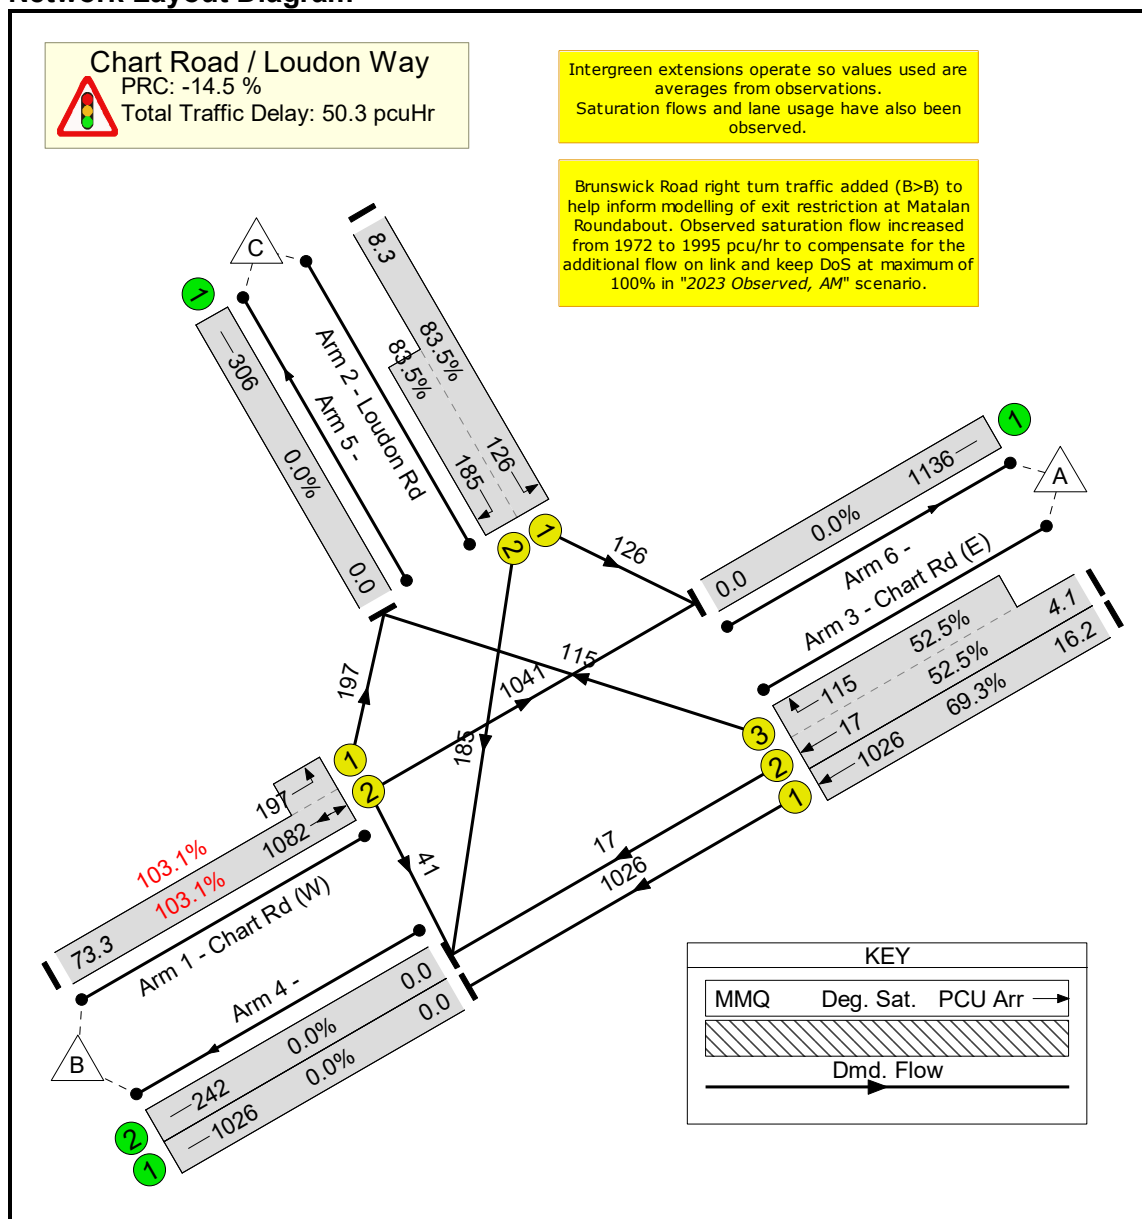 Network Layout Diagram
Chart Road / Loudon Way
PRC: -14.5 %
Total Traffic Delay: 50.3 pcuHr
Intergreen extensions operate so values used are
averages from observations.
Saturation flows and lane usage have also been
observed.
Brunswick Road right turn traffic added (B>B) to
help inform modelling of exit restriction at Matalan
Roundabout. Observed saturation flow increased
from 1972 to 1995 pcu/hr to compensate for the
additional flow on link and keep DoS at maximum of
100% in "2023 Observed, AM" scenario.
C
1
306
0.0%
0.0
Arm 5 -
Arm 2 - Loudon Rd
8.3
83.5%
83.5%
126
185
2
1
126
1
1136
0.0%
0.0
A
Arm 6 -
Arm 3 - Chart Rd (E)
52.5%
4.1
115
52.5%
16.2
17
69.3%
1026
3
2
1
115
1041
197
185
17
1026
41
1
2
197
1082
103.1%
103.1%
73.3
Arm 1 - Chart Rd (W)
Arm 4 -
B
0.0
0.0%
242
0.0
0.0%
1026
2
1
KEY
MMQ Deg. Sat. PCU Arr
Dmd. Flow